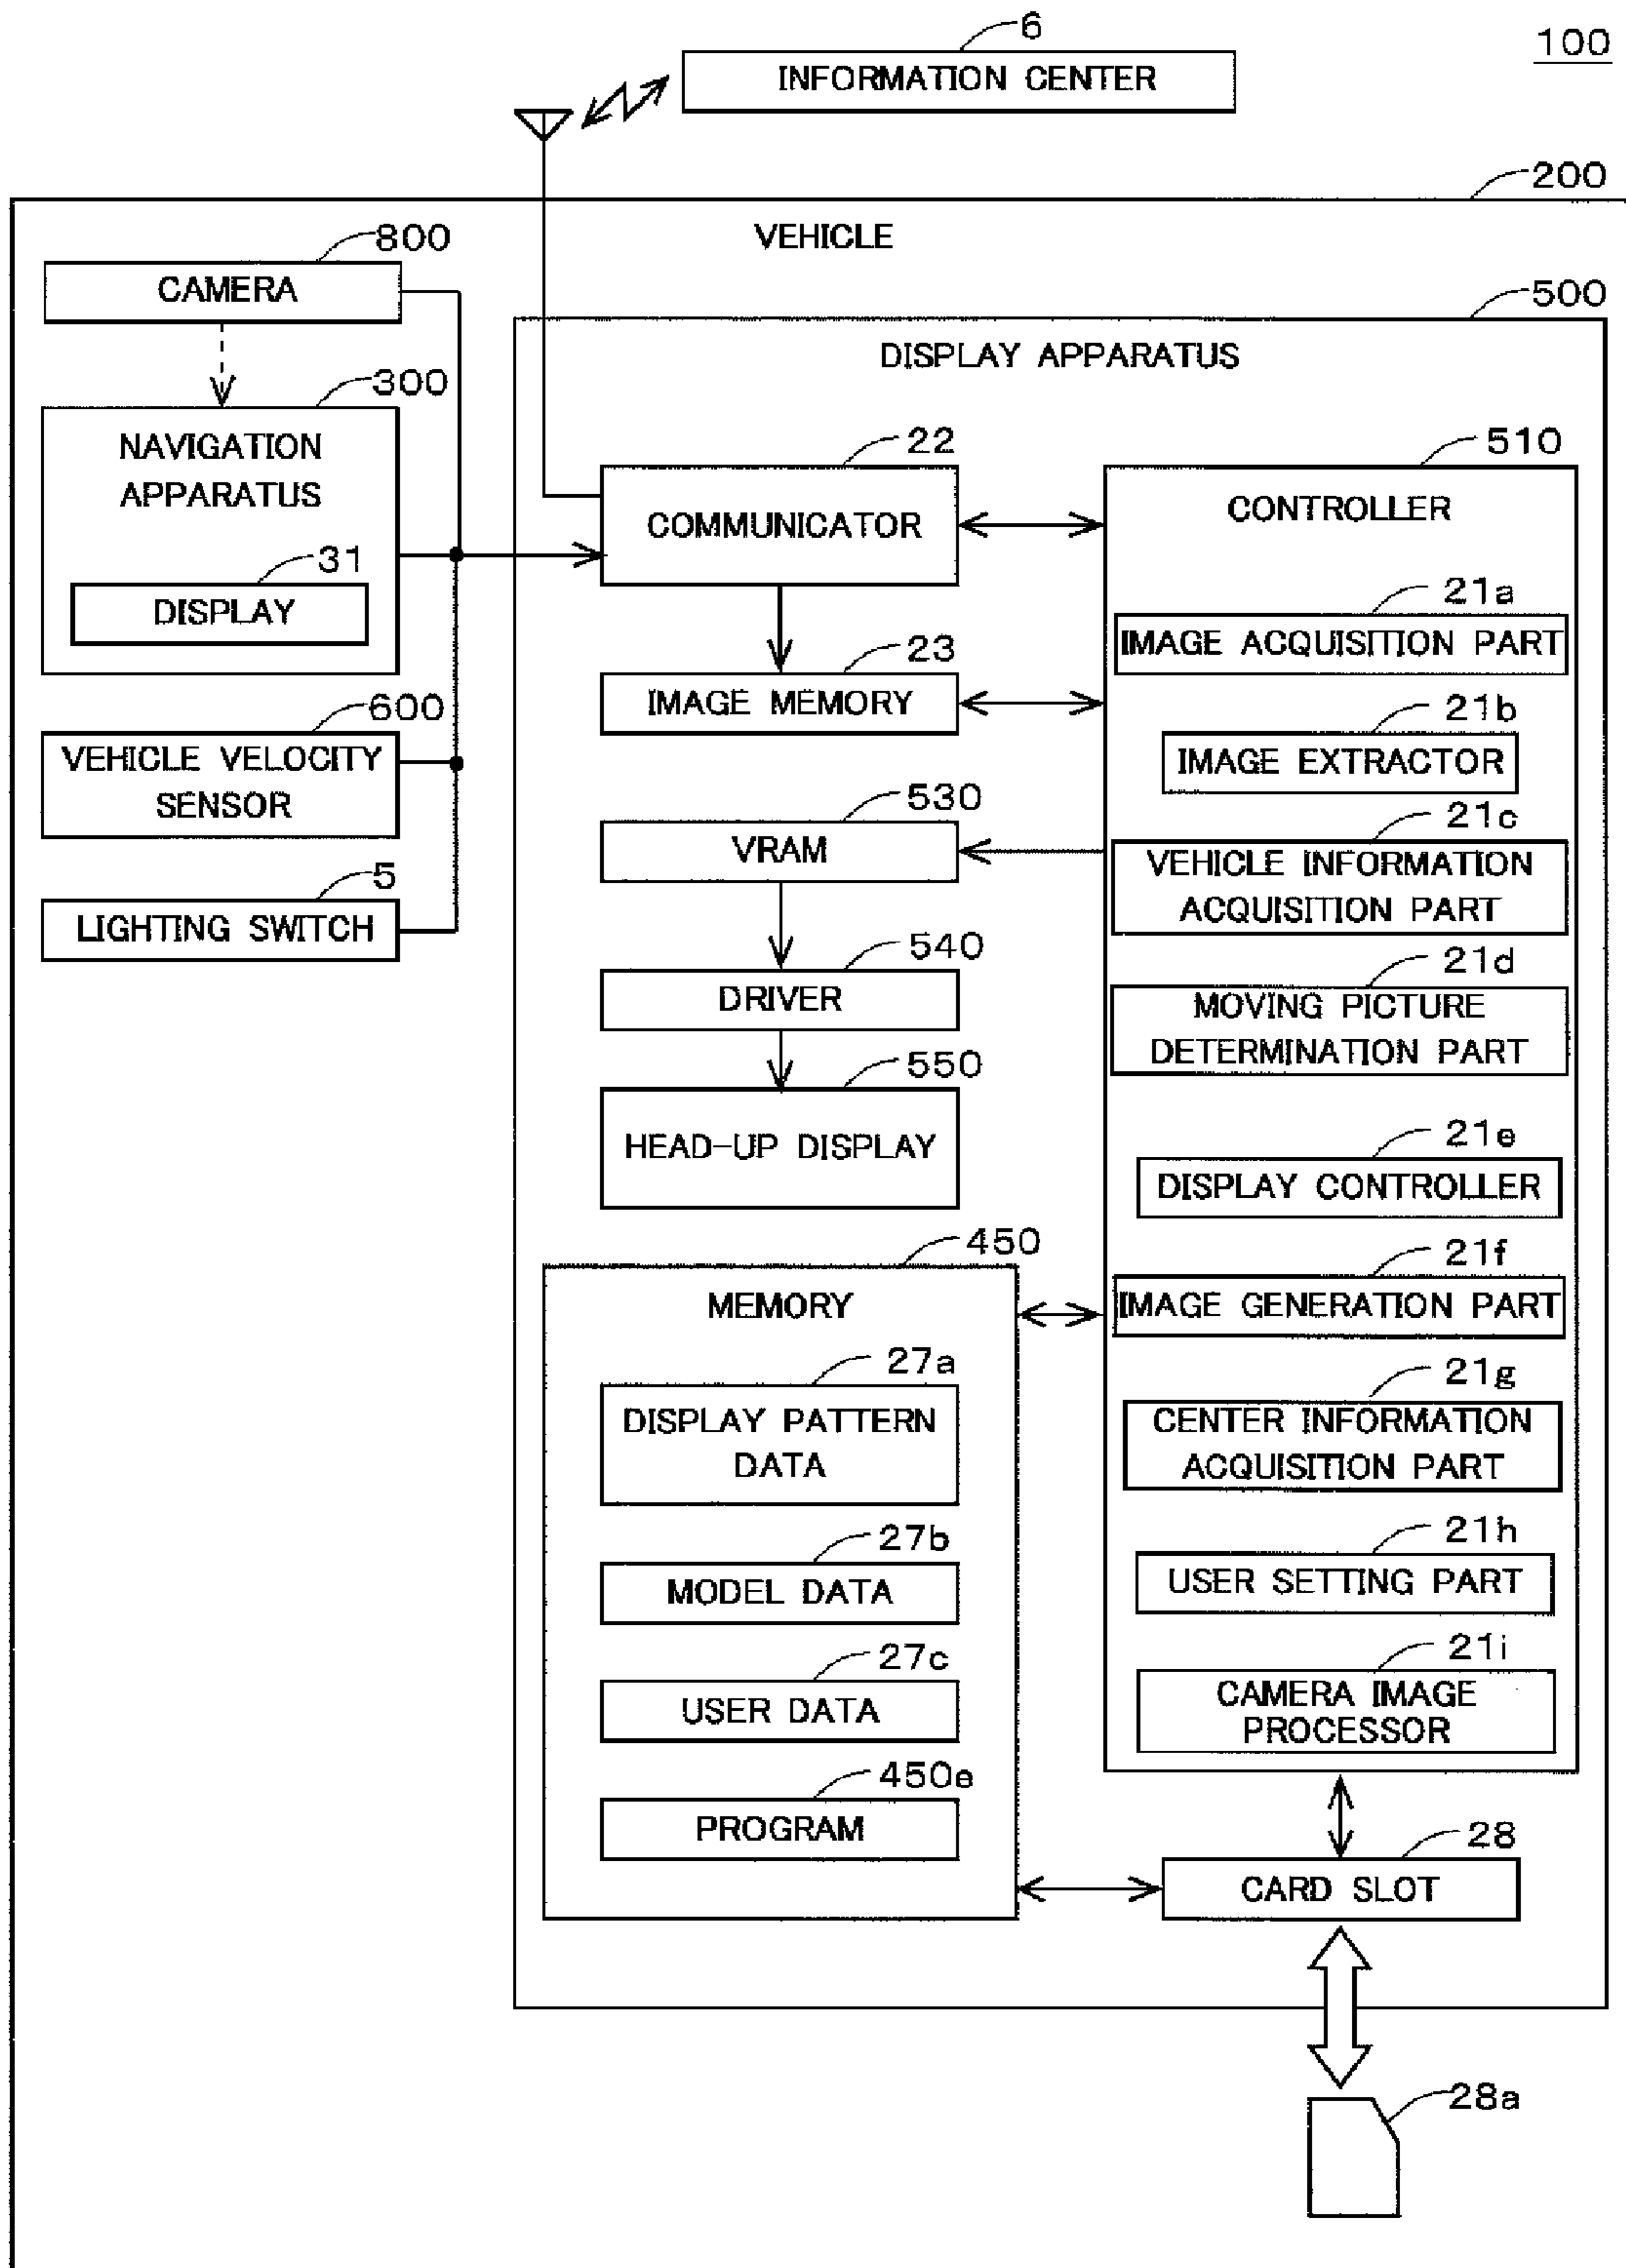 6
100
INFORMATION CENTER
200
VEHICLE
800
CAMERA
300
NAVIGATION
APPARATUS
31
DISPLAY
600
VEHICLE VELOCITY
SENSOR
5
LIGHTING SWITCH
500
DISPLAY APPARATUS
22
COMMUNICATOR
23
IMAGE MEMORY
530
VRAM
540
DRIVER
550
HEAD-UP DISPLAY
450
MEMORY
27a
DISPLAY PATTERN
DATA
27b
MODEL DATA
27c
USER DATA
450e
PROGRAM
510
CONTROLLER
21a
IMAGE ACQUISITION PART
21b
IMAGE EXTRACTOR
21c
VEHICLE INFORMATION
ACQUISITION PART
21d
MOVING PICTURE
DETERMINATION PART
21e
DISPLAY CONTROLLER
21f
IMAGE GENERATION PART
21g
CENTER INFORMATION
ACQUISITION PART
21h
USER SETTING PART
21i
CAMERA IMAGE
PROCESSOR
28
CARD SLOT
28a